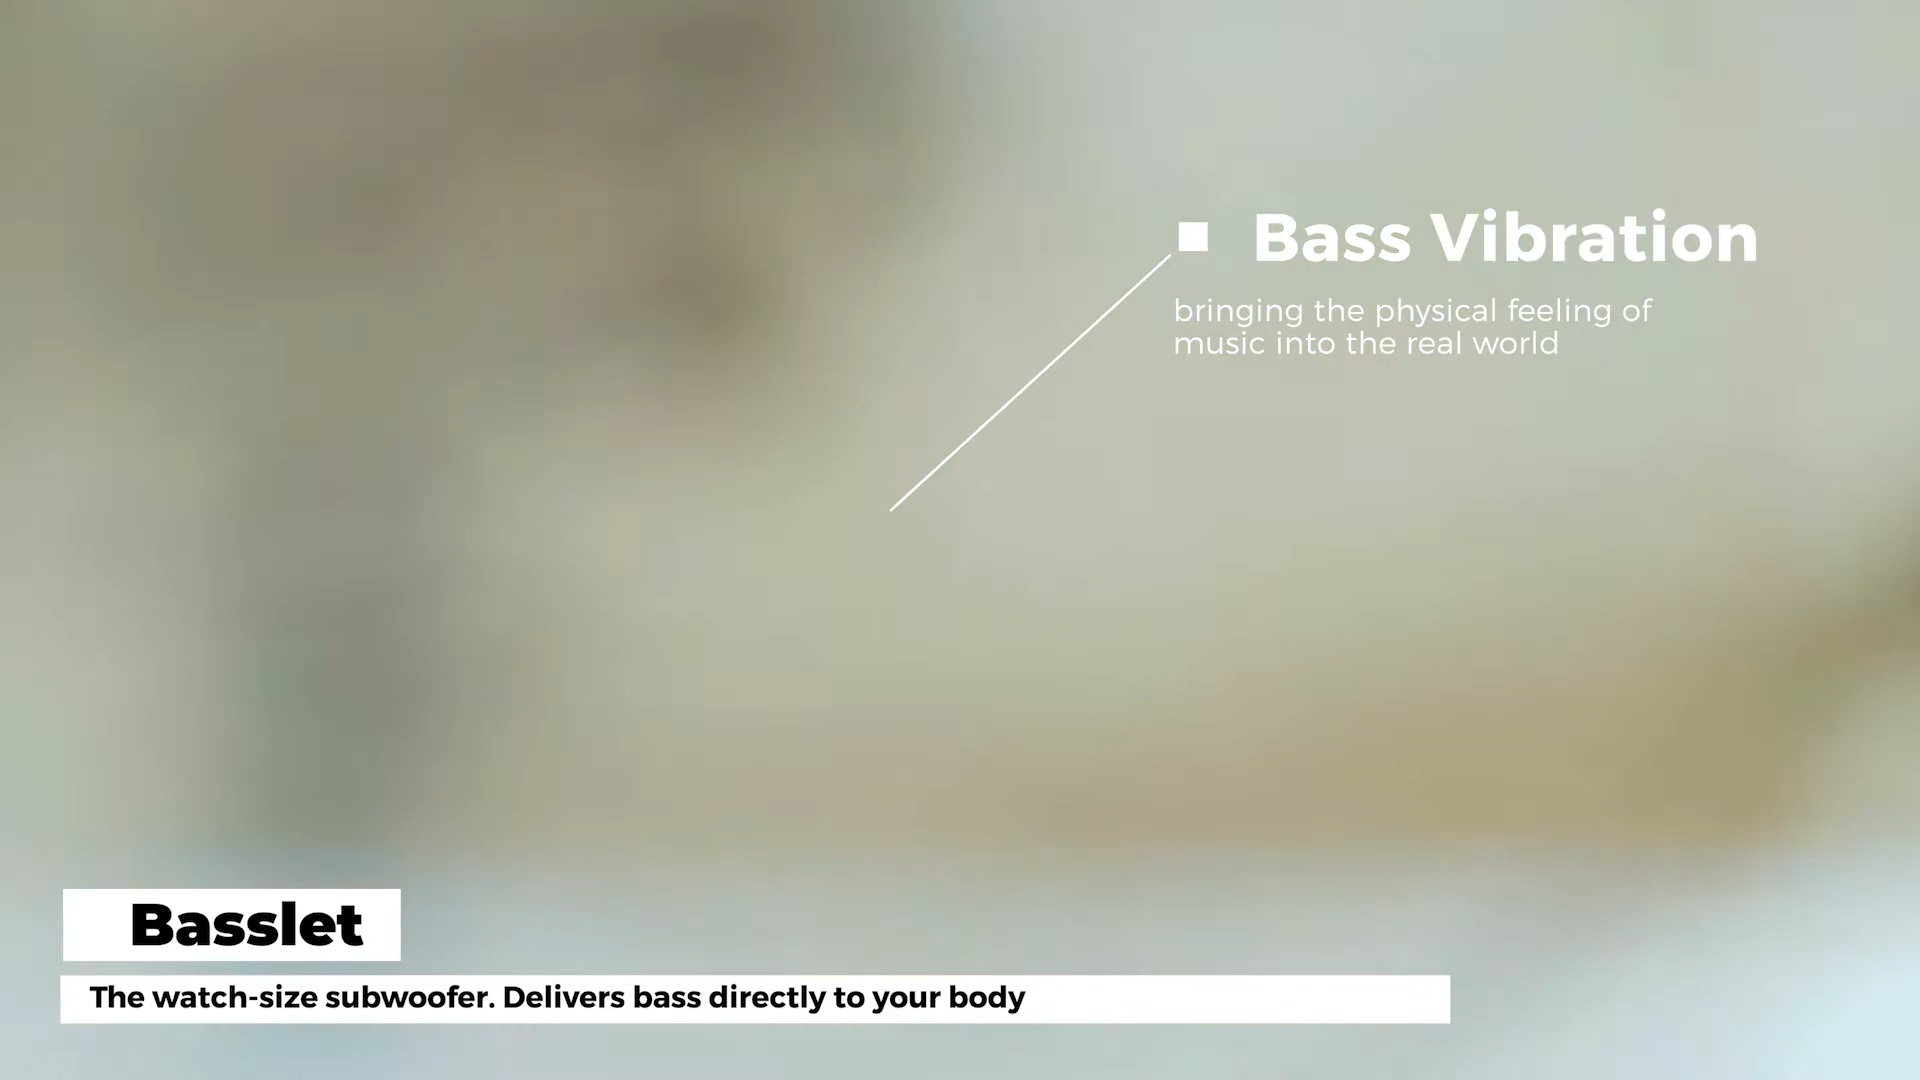 Bass Vibration
bringing the physical feeling of
music into the real world
Basslet
The watch-size subwoofer. Delivers bass directly to your body